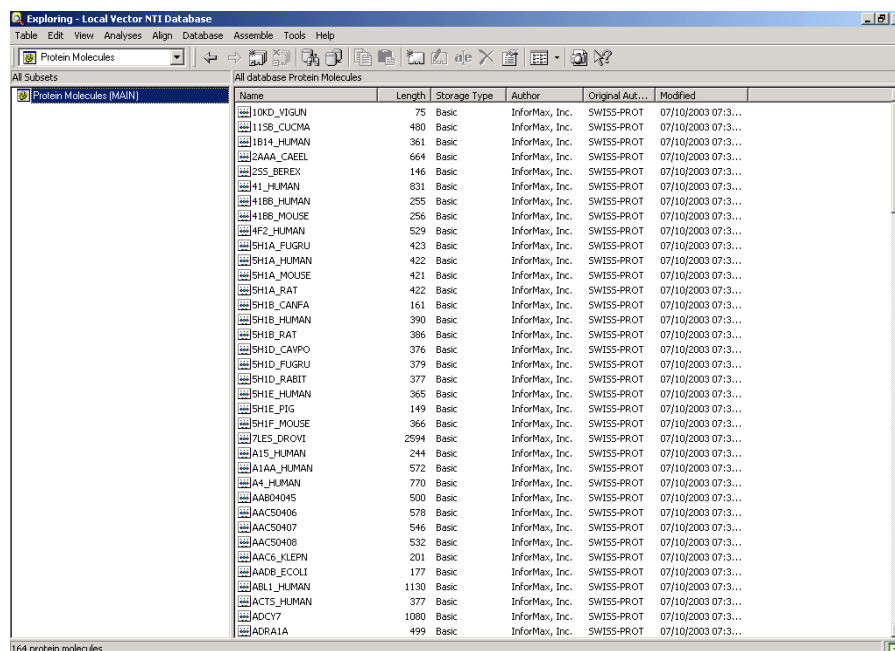 Exploring - Local Vector NTI Database
Table Edit View Analyses Align Database Assemble Tools Help
Protein Molecules
All Subsets All database Protein Molecules
Protein Molecules (MAIN)
Name Length Storage Type Author Original Aut... Modified
10KD_VIGUN 75 Basic InforMax, Inc. SWISS-PROT 07/10/2003 07:3...
11SB_CUCMA 480 Basic InforMax, Inc. SWISS-PROT 07/10/2003 07:3...
1B14_HUMAN 361 Basic InforMax, Inc. SWISS-PROT 07/10/2003 07:3...
2AAA_CAEEL 664 Basic InforMax, Inc. SWISS-PROT 07/10/2003 07:3...
2SS_BEREX 146 Basic InforMax, Inc. SWISS-PROT 07/10/2003 07:3...
41_HUMAN 831 Basic InforMax, Inc. SWISS-PROT 07/10/2003 07:3...
41BB_HUMAN 255 Basic InforMax, Inc. SWISS-PROT 07/10/2003 07:3...
41BB_MOUSE 256 Basic InforMax, Inc. SWISS-PROT 07/10/2003 07:3...
4F2_HUMAN 529 Basic InforMax, Inc. SWISS-PROT 07/10/2003 07:3...
5H1A_FUGRU 423 Basic InforMax, Inc. SWISS-PROT 07/10/2003 07:3...
5H1A_HUMAN 422 Basic InforMax, Inc. SWISS-PROT 07/10/2003 07:3...
5H1A_MOUSE 421 Basic InforMax, Inc. SWISS-PROT 07/10/2003 07:3...
5H1A_RAT 422 Basic InforMax, Inc. SWISS-PROT 07/10/2003 07:3...
5H1B_CANFA 161 Basic InforMax, Inc. SWISS-PROT 07/10/2003 07:3...
5H1B_HUMAN 390 Basic InforMax, Inc. SWISS-PROT 07/10/2003 07:3...
5H1B_RAT 386 Basic InforMax, Inc. SWISS-PROT 07/10/2003 07:3...
5H1D_CAVPO 376 Basic InforMax, Inc. SWISS-PROT 07/10/2003 07:3...
5H1D_FUGRU 379 Basic InforMax, Inc. SWISS-PROT 07/10/2003 07:3...
5H1D_RABIT 377 Basic InforMax, Inc. SWISS-PROT 07/10/2003 07:3...
5H1E_HUMAN 365 Basic InforMax, Inc. SWISS-PROT 07/10/2003 07:3...
5H1E_PIG 149 Basic InforMax, Inc. SWISS-PROT 07/10/2003 07:3...
5H1F_MOUSE 366 Basic InforMax, Inc. SWISS-PROT 07/10/2003 07:3...
7LES_DROVI 2594 Basic InforMax, Inc. SWISS-PROT 07/10/2003 07:3...
A15_HUMAN 244 Basic InforMax, Inc. SWISS-PROT 07/10/2003 07:3...
A1AA_HUMAN 572 Basic InforMax, Inc. SWISS-PROT 07/10/2003 07:3...
A4_HUMAN 770 Basic InforMax, Inc. SWISS-PROT 07/10/2003 07:3...
AAB04045 500 Basic InforMax, Inc. SWISS-PROT 07/10/2003 07:3...
AAC50406 578 Basic InforMax, Inc. SWISS-PROT 07/10/2003 07:3...
AAC50407 546 Basic InforMax, Inc. SWISS-PROT 07/10/2003 07:3...
AAC50408 532 Basic InforMax, Inc. SWISS-PROT 07/10/2003 07:3...
AAC6_KLEPN 201 Basic InforMax, Inc. SWISS-PROT 07/10/2003 07:3...
AADB_ECOLI 177 Basic InforMax, Inc. SWISS-PROT 07/10/2003 07:3...
ABL1_HUMAN 1130 Basic InforMax, Inc. SWISS-PROT 07/10/2003 07:3...
ACTS_HUMAN 377 Basic InforMax, Inc. SWISS-PROT 07/10/2003 07:3...
ADCY7 1080 Basic InforMax, Inc. SWISS-PROT 07/10/2003 07:3...
ADRA1A 499 Basic InforMax, Inc. SWISS-PROT 07/10/2003 07:3...
164 protein molecules